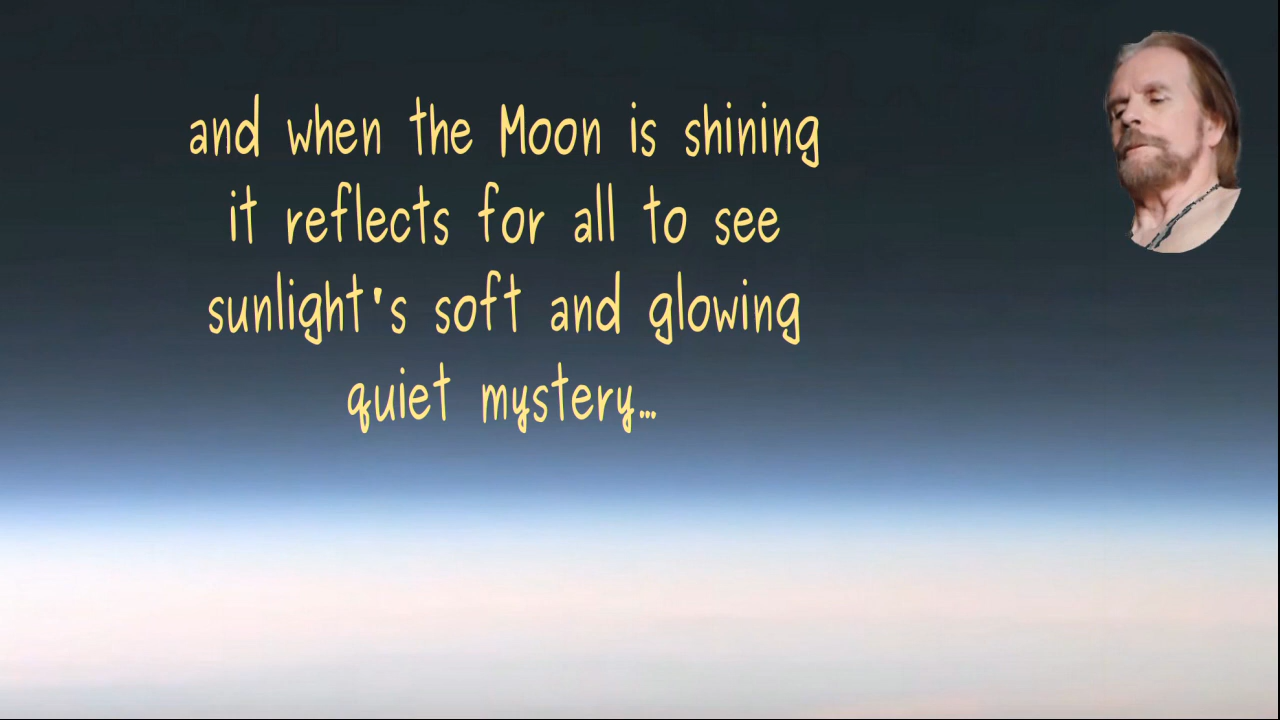 and when the Moon is shining
it reflects for all to see
sunlight's soft and glowing
quiet mystery...